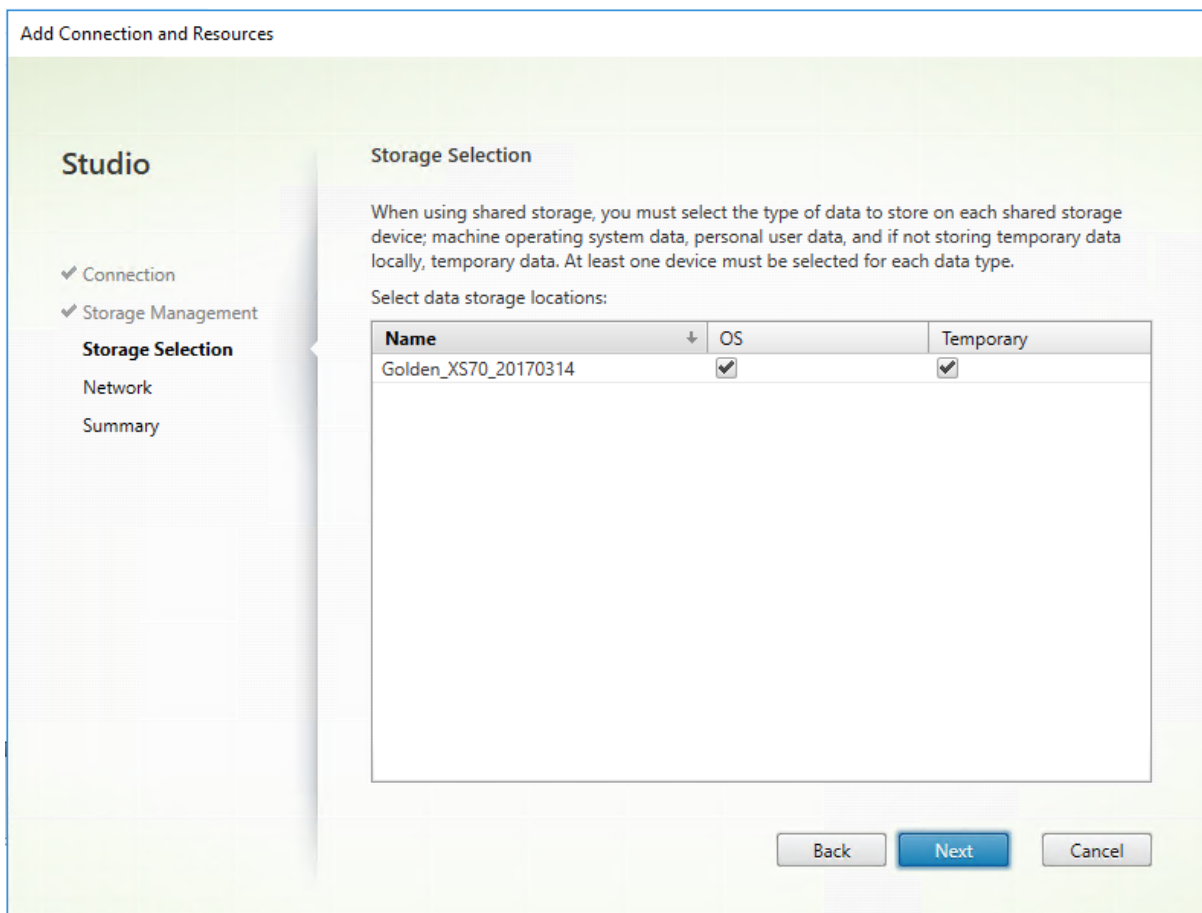 Add Connection and Resources
Studio
Connection
Storage Management
Storage Selection
Network
Summary
Storage Selection
When using shared storage, you must select the type of data to store on each shared storage
device; machine operating system data, personal user data, and if not storing temporary data
locally, temporary data. At least one device must be selected for each data type.
Select data storage locations:
Name OS Temporary
Golden_XS70_20170314
Back Next Cancel